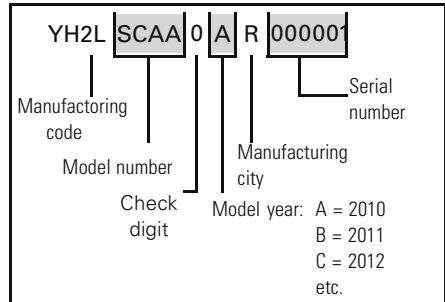 YH2L SCAA 0 A R 000001
Manufactoring
code
Serial
number
Model number
Manufacturing
city
Check
digit
Model year: A = 2010
B = 2011
C = 2012
etc.